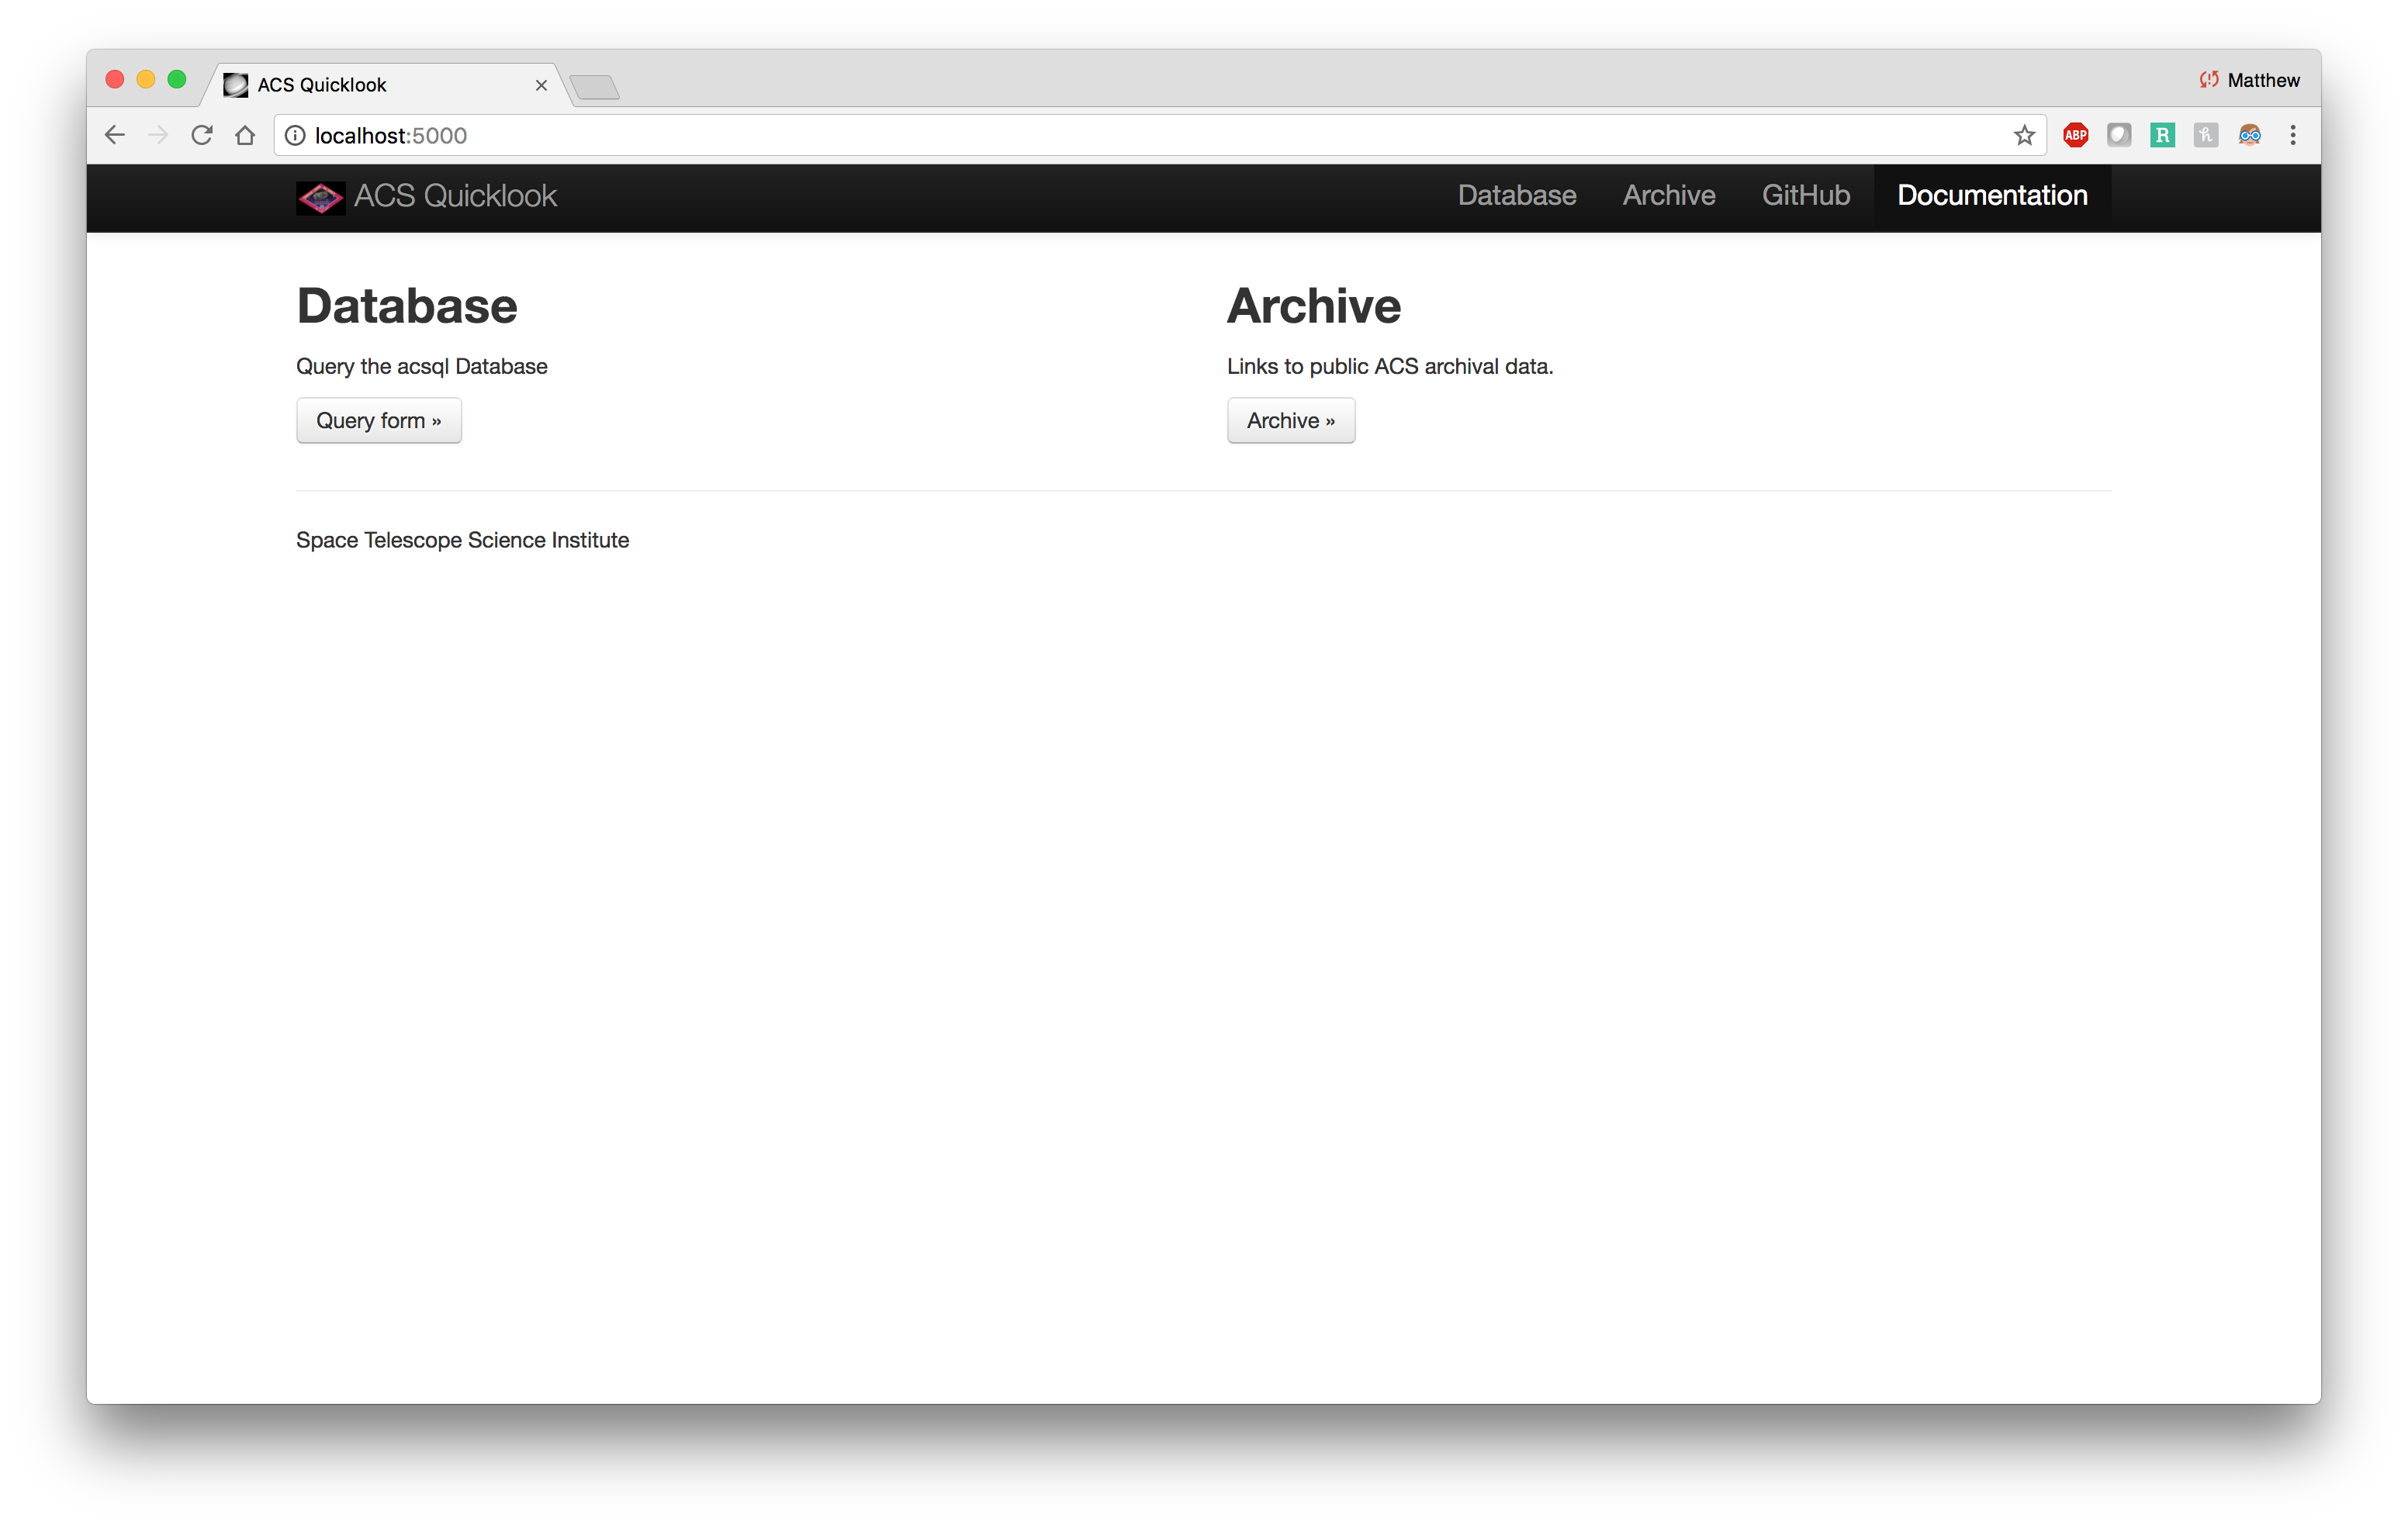 ACS Quicklook
Matthew
localhost:5000
ABP
R
h
ACS Quicklook
Database
Archive
GitHub
Documentation
Database
Archive
Query the acsql Database
Links to public ACS archival data.
Query form »
Archive »
Space Telescope Science Institute